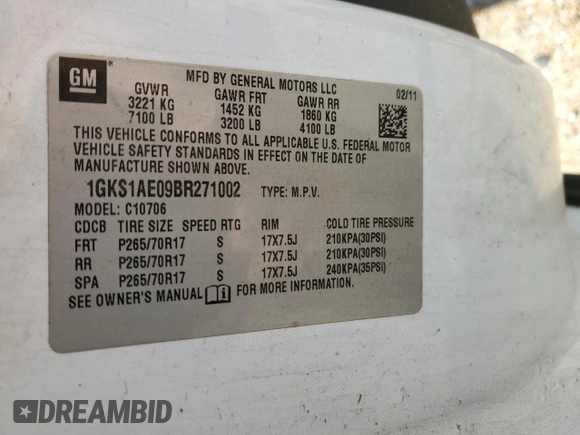 GM
MFD BY GENERAL MOTORS LLC
GVWR GAWR FRT GAWR RR 02/11
3221 KG 1452 KG 1860 KG
7100 LB 3200 LB 4100 LB
THIS VEHICLE CONFORMS TO ALL APPLICABLE U.S. FEDERAL MOTOR
VEHICLE SAFETY STANDARDS IN EFFECT ON THE DATE OF
MANUFACTURE SHOWN ABOVE.
1GKS1AE09BR271002 TYPE: M.P.V.
MODEL: C10706
CDCB TIRE SIZE SPEED RTG RIM COLD TIRE PRESSURE
FRT P265/70R17 S 17X7.5J 210KPA(30PSI)
RR P265/70R17 S 17X7.5J 210KPA(30PSI)
SPA P265/70R17 S 17X7.5J 240KPA(35PSI)
SEE OWNER'S MANUAL FOR MORE INFORMATION.
DREAMBID